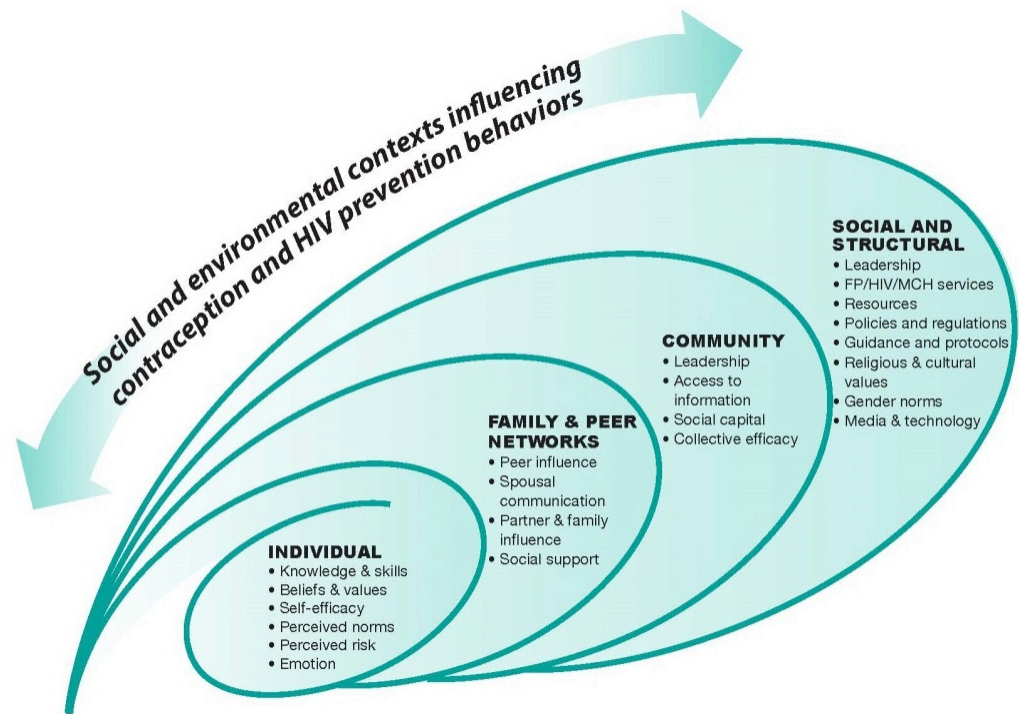 Social and environmental contexts influencing
contraception and HIV prevention behaviors
INDIVIDUAL
• Knowledge & skills
• Beliefs & values
• Self-efficacy
• Perceived norms
• Perceived risk
• Emotion
FAMILY & PEER
NETWORKS
• Peer influence
• Spousal
communication
• Partner & family
influence
• Social support
COMMUNITY
• Leadership
• Access to
information
• Social capital
• Collective efficacy
SOCIAL AND
STRUCTURAL
• Leadership
• FP/HIV/MCH services
• Resources
• Policies and regulations
• Guidance and protocols
• Religious & cultural
values
• Gender norms
• Media & technology